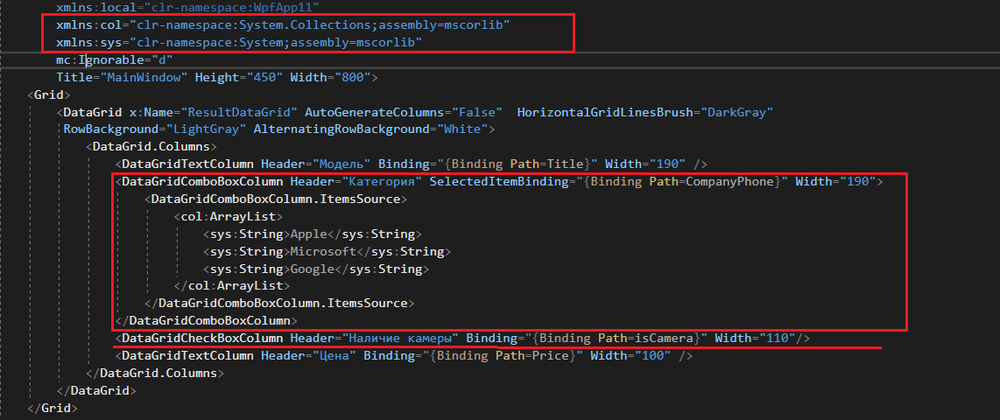 xmlns:local="clr-namespace:WpfApp11"
xmlns:col="clr-namespace:System.Collections;assembly=mscorlib"
xmlns:sys="clr-namespace:System;assembly=mscorlib"
mc:Ignorable="d"
Title="MainWindow" Height="450" Width="800">
<Grid>
<DataGrid x:Name="ResultDataGrid" AutoGenerateColumns="False"  HorizontalGridLinesBrush="DarkGray"
RowBackground="LightGray" AlternatingRowBackground="White">
<DataGrid.Columns>
<DataGridTextColumn Header="Модель" Binding="{Binding Path=Title}" Width="190" />
<DataGridComboBoxColumn Header="Категория" SelectedItemBinding="{Binding Path=CompanyPhone}" Width="190">
<DataGridComboBoxColumn.ItemsSource>
<col:ArrayList>
<sys:String>Apple</sys:String>
<sys:String>Microsoft</sys:String>
<sys:String>Google</sys:String>
</col:ArrayList>
</DataGridComboBoxColumn.ItemsSource>
</DataGridComboBoxColumn>
<DataGridCheckBoxColumn Header="Наличие камеры" Binding="{Binding Path=isCamera}" Width="110"/>
<DataGridTextColumn Header="Цена" Binding="{Binding Path=Price}" Width="100" />
</DataGrid.Columns>
</DataGrid>
</Grid>